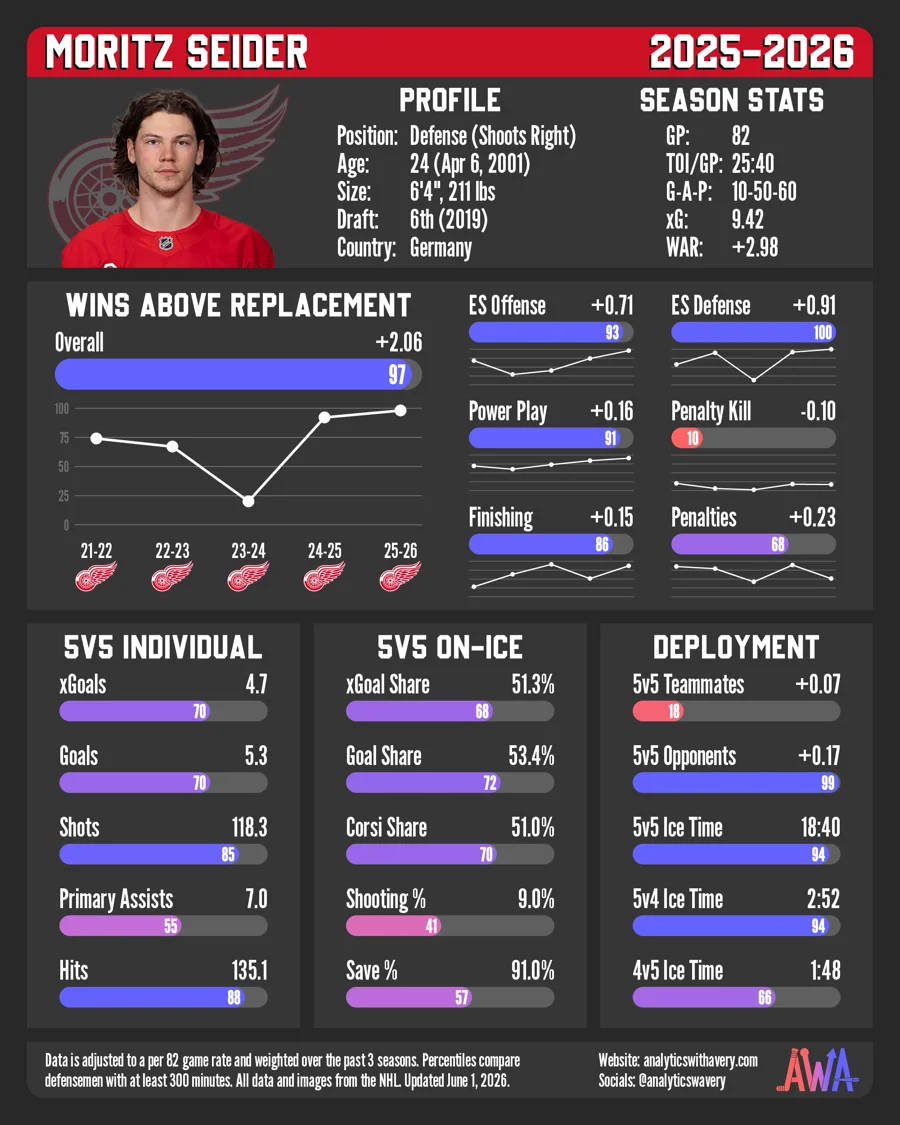 MORITZ SEIDER 2025-2026
PROFILE
Position: Defense (Shoots Right)
Age: 24 (Apr 6, 2001)
Size: 6'4", 211 lbs
Draft: 6th (2019)
Country: Germany
SEASON STATS
GP: 82
TOI/GP: 25:40
G-A-P: 10-50-60
xG: 9.42
WAR: +2.98
WINS ABOVE REPLACEMENT
Overall +2.06
97
100
75
50
25
0
21-22 22-23 23-24 24-25 25-26
ES Offense +0.71
93
ES Defense +0.91
100
Power Play +0.16
91
Penalty Kill -0.10
10
Finishing +0.15
86
Penalties +0.23
68
5V5 INDIVIDUAL
xGoals 4.7
70
Goals 5.3
70
Shots 118.3
85
Primary Assists 7.0
55
Hits 135.1
88
5V5 ON-ICE
xGoal Share 51.3%
68
Goal Share 53.4%
72
Corsi Share 51.0%
70
Shooting % 9.0%
41
Save % 91.0%
57
DEPLOYMENT
5v5 Teammates +0.07
18
5v5 Opponents +0.17
99
5v5 Ice Time 18:40
94
5v4 Ice Time 2:52
94
4v5 Ice Time 1:48
66
Data is adjusted to a per 82 game rate and weighted over the past 3 seasons. Percentiles compare
defensemen with at least 300 minutes. All data and images from the NHL. Updated June 1, 2026.
Website: analyticswithavery.com
Socials: @analyticswavery
AWA